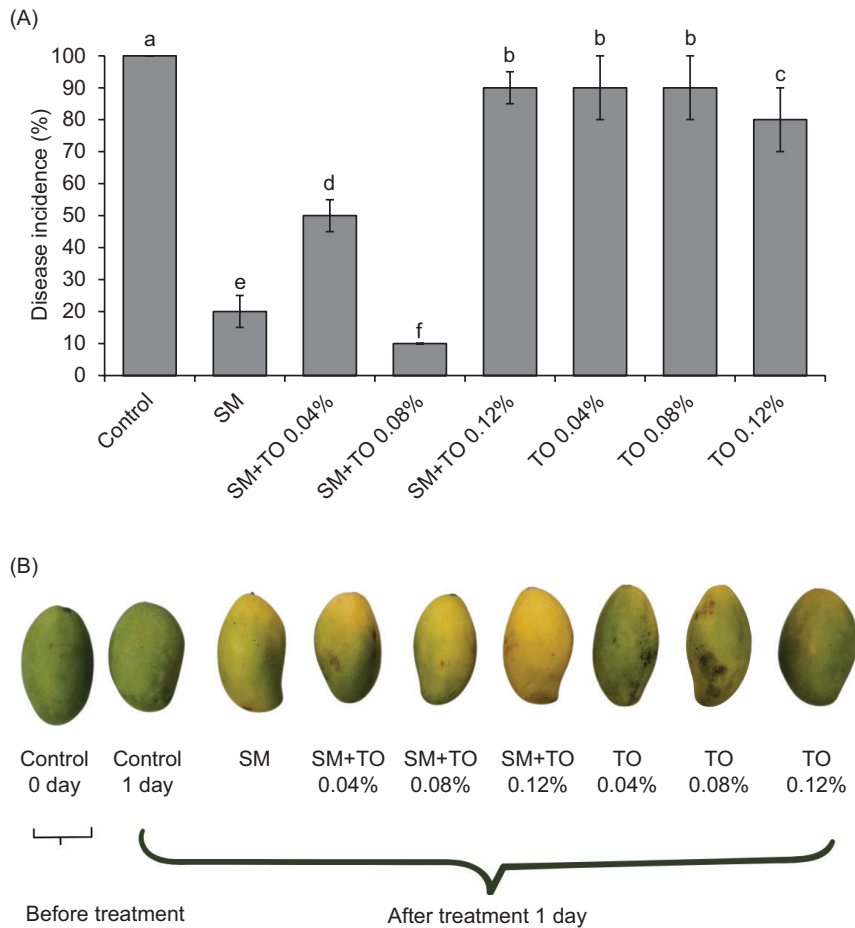 (A)
a
b
b
b
c
d
e
f
100
90
80
70
60
50
40
30
20
10
0
Disease incidence (%)
Control
SM
SM+TO 0.04%
SM+TO 0.08%
SM+TO 0.12%
TO 0.04%
TO 0.08%
TO 0.12%
(B)
Control
0 day
Control
1 day
SM
SM+TO
0.04%
SM+TO
0.08%
SM+TO
0.12%
TO
0.04%
TO
0.08%
TO
0.12%
Before treatment
After treatment 1 day